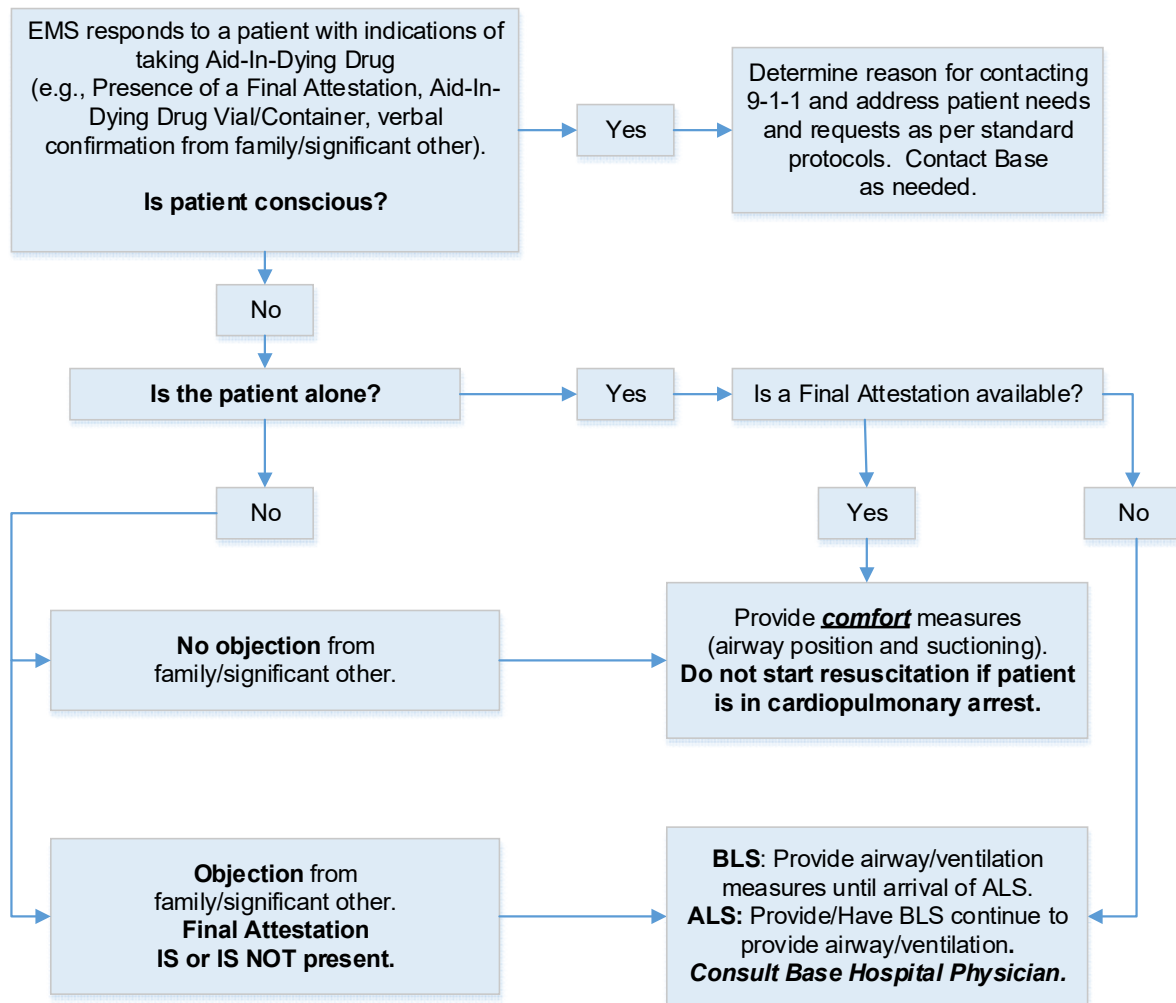 EMS responds to a patient with indications of
taking Aid-In-Dying Drug
(e.g., Presence of a Final Attestation, Aid-In-
Dying Drug Vial/Container, verbal
confirmation from family/significant other).
Is patient conscious?
Yes
Determine reason for contacting
9-1-1 and address patient needs
and requests as per standard
protocols.  Contact Base
as needed.
No
Is the patient alone?
Yes
Is a Final Attestation available?
No
Yes
No
No objection from
family/significant other.
Provide comfort measures
(airway position and suctioning).
Do not start resuscitation if patient
is in cardiopulmonary arrest.
Objection from
family/significant other.
Final Attestation
IS or IS NOT present.
BLS: Provide airway/ventilation
measures until arrival of ALS.
ALS: Provide/Have BLS continue to
provide airway/ventilation.
Consult Base Hospital Physician.